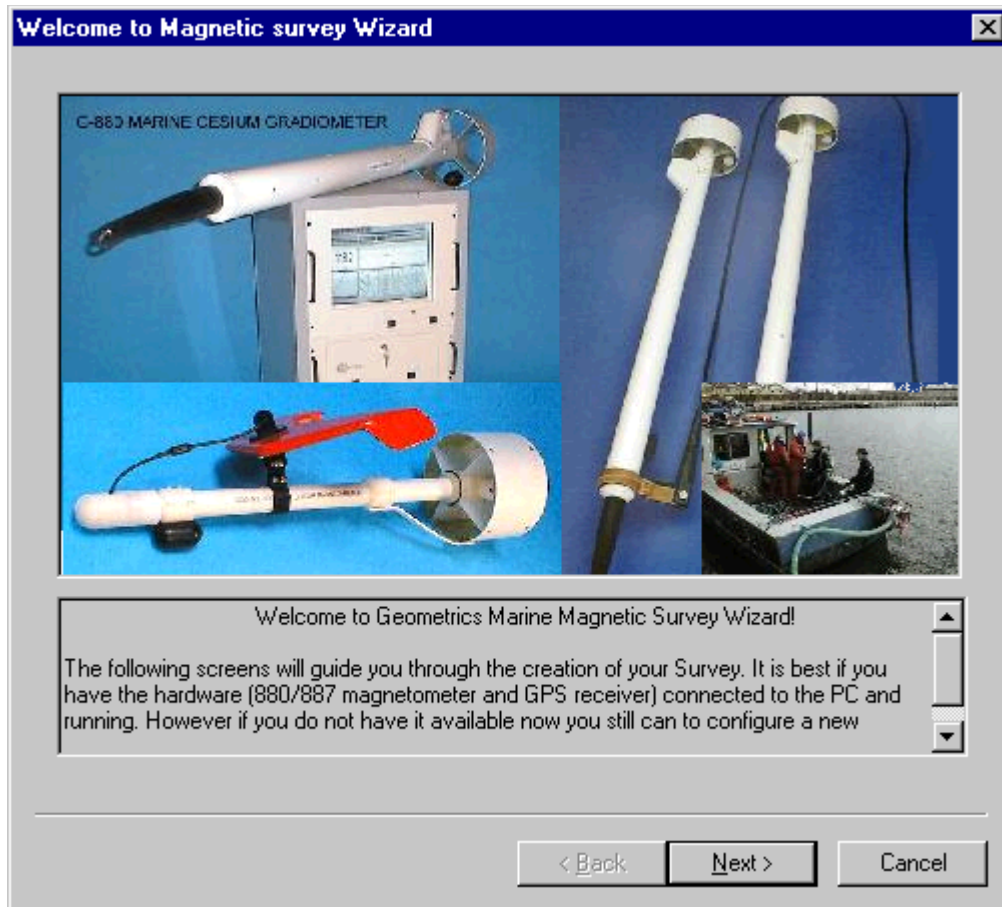 Welcome to Magnetic survey Wizard
G-880 MARINE CESIUM GRADIOMETER
Welcome to Geometrics Marine Magnetic Survey Wizard!
The following screens will guide you through the creation of your Survey. It is best if you
have the hardware (880/887 magnetometer and GPS receiver) connected to the PC and
running. However if you do not have it available now you still can to configure a new
< Back
Next >
Cancel